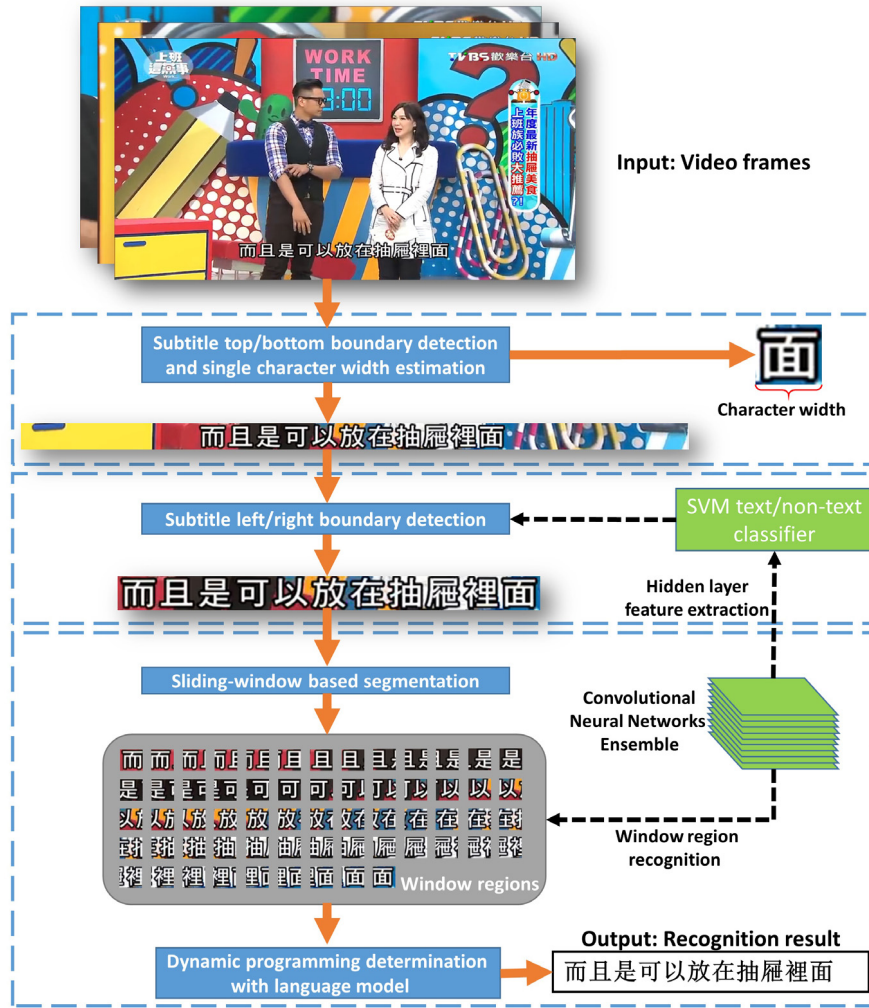 上班
這燕事
WORK
TIME
:00
TVBS歡樂台 HD
年度最新抽屜美食
上班族必敗大推薦?!
而且是可以放在抽屜裡面
Input: Video frames
Subtitle top/bottom boundary detection
and single character width estimation
面
Character width
而且是可以放在抽屜裡面
Subtitle left/right boundary detection
SVM text/non-text
classifier
而且是可以放在抽屜裡面
Hidden layer
feature extraction
Sliding-window based segmentation
Convolutional
Neural Networks
Ensemble
Window regions
Window region
recognition
Dynamic programming determination
with language model
Output: Recognition result
而且是可以放在抽屜裡面